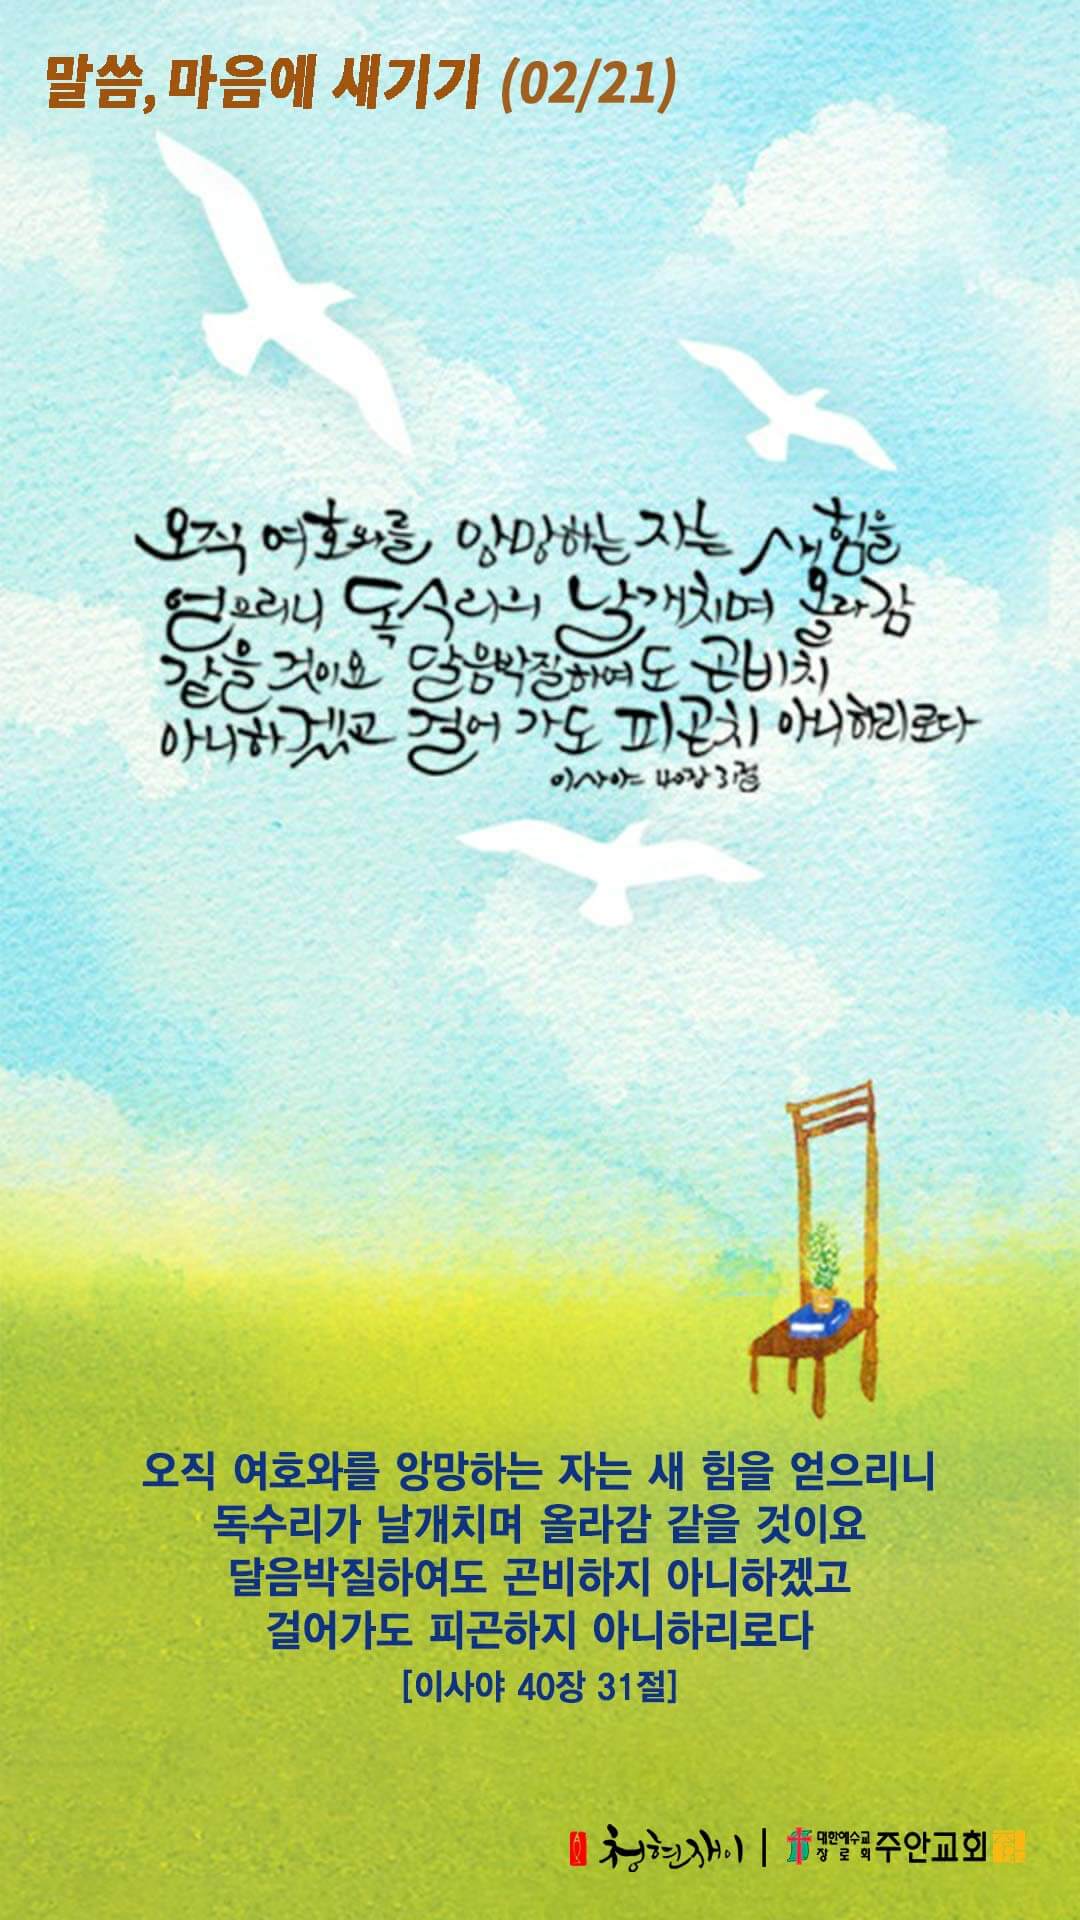 말씀, 마음에 새기기 (02/21)
오직 여호와를 앙망하는 자는 새 힘을
얻으리니 독수리의 날개치며 올라감
같을 것이요 달음박질하여도 곤비치
아니하겠고 걸어 가도 피곤치 아니하리로다
이사야 40장 31절
오직 여호와를 앙망하는 자는 새 힘을 얻으리니
독수리가 날개치며 올라감 같을 것이요
달음박질하여도 곤비하지 아니하겠고
걸어가도 피곤하지 아니하리로다
[이사야 40장 31절]
청현재이 | 대한예수교
장로회 주안교회